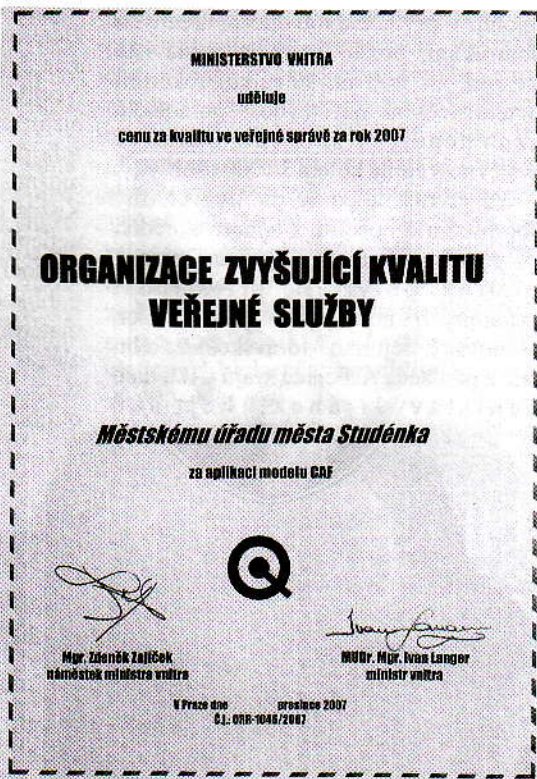 MINISTERSTVO VNITRA
uděluje
cenu za kvalitu ve veřejné správě za rok 2007
ORGANIZACE ZVYŠUJÍCÍ KVALITU
VEŘEJNÉ SLUŽBY
Městskému úřadu města Studénka
za aplikaci modelu CAF
Mgr. Zdeněk Zajíček
náměstek ministra vnitra
MUDr. Mgr. Ivan Langer
ministr vnitra
V Praze dne prosince 2007
Č.j.: ORR-1046/2007